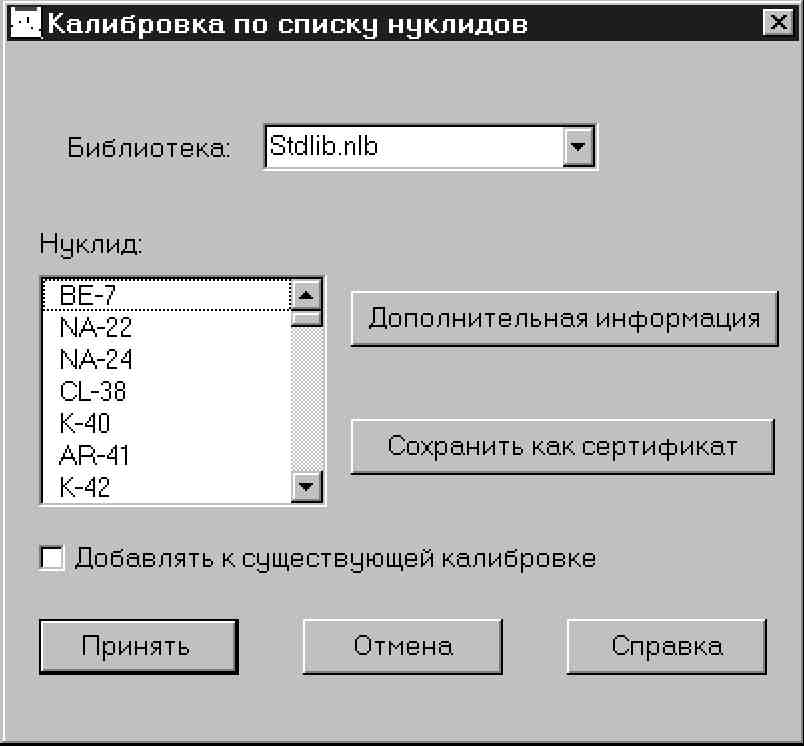 Калибровка по списку нуклидов
Библиотека: Stdlib.nlb
Нуклид:
BE-7
NA-22
NA-24
CL-38
K-40
AR-41
K-42
Дополнительная информация
Сохранить как сертификат
Добавлять к существующей калибровке
Принять Отмена Справка